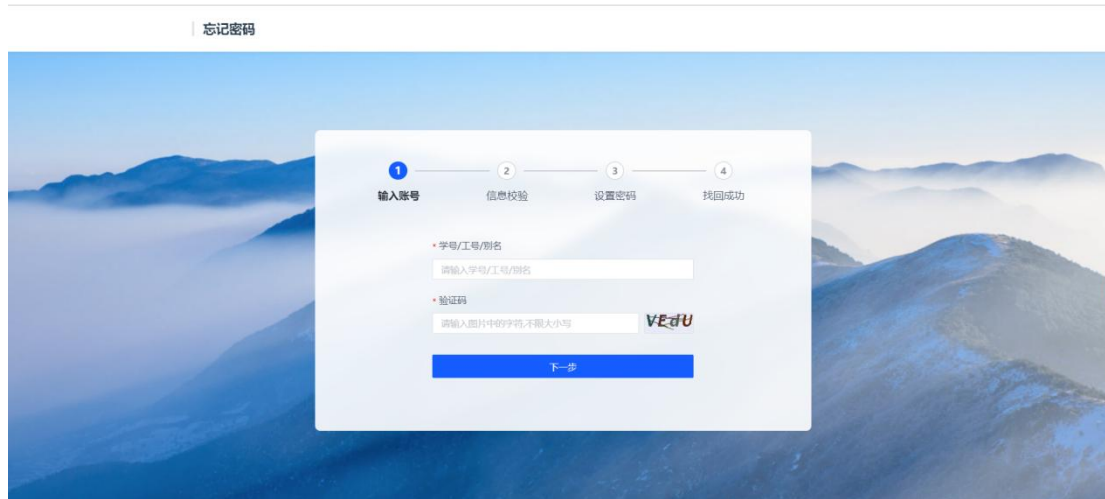 忘记密码
1 2 3 4
输入账号 信息校验 设置密码 找回成功
* 学号/工号/别名
请输入学号/工号/别名
* 验证码
请输入图片中的字符,不限大小写
VEdU
下一步